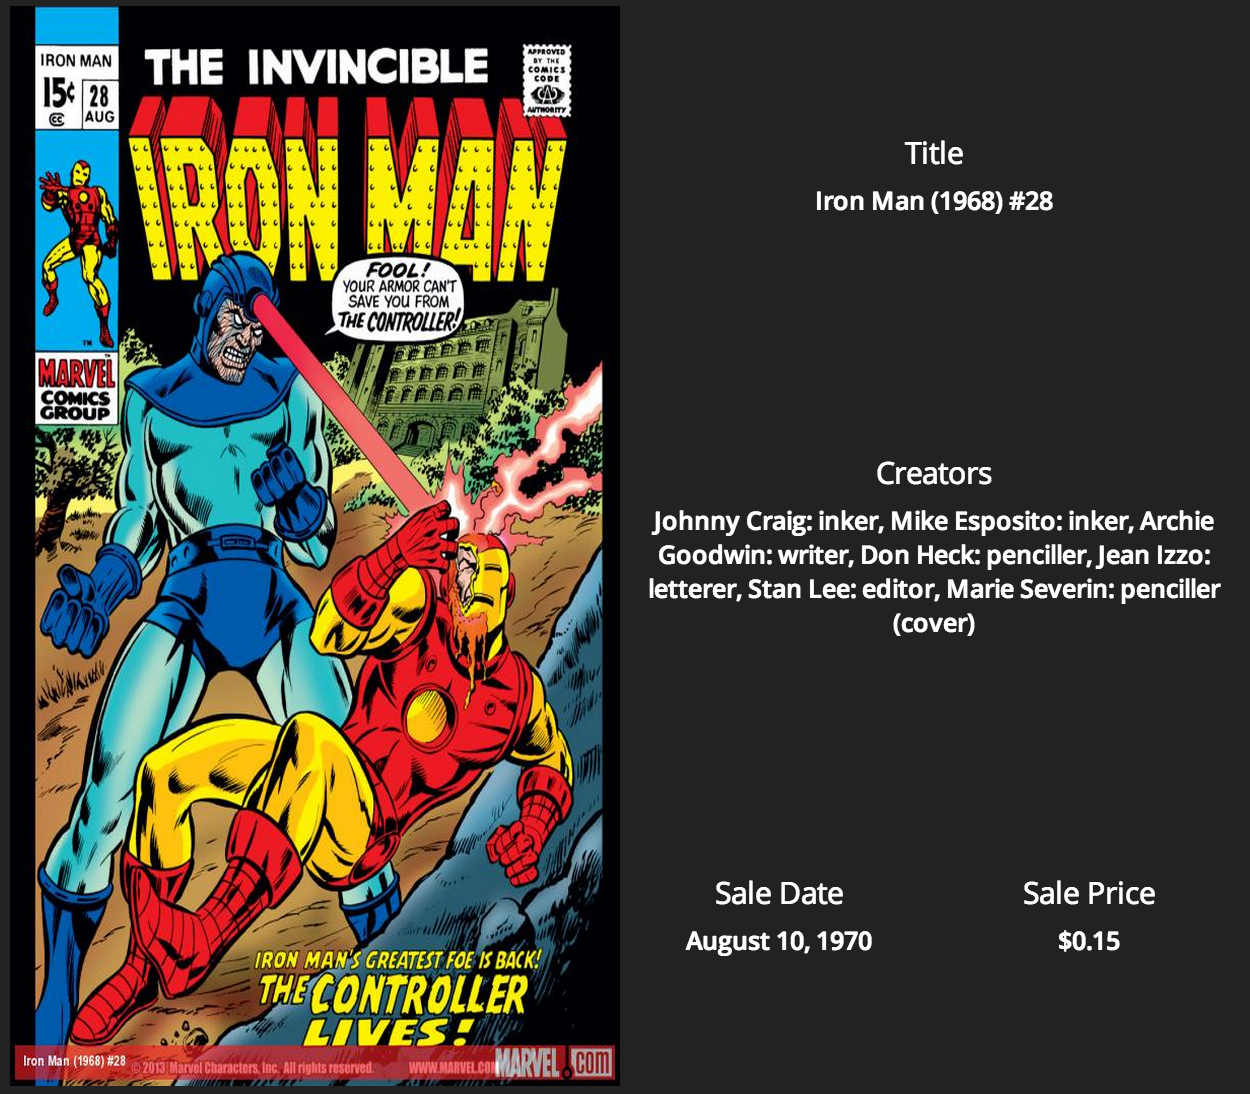 IRON MAN
15¢
CC
28
AUG
THE INVINCIBLE
IRON MAN
APPROVED
BY THE
COMICS
CODE
CA
AUTHORITY
TM
MARVEL
COMICS
GROUP
FOOL!
YOUR ARMOR CAN'T
SAVE YOU FROM
THE CONTROLLER!
IRON MAN'S GREATEST FOE IS BACK!
THE CONTROLLER
LIVES!
Iron Man (1968) #28
© 2013 Marvel Characters, Inc. All rights reserved.
WWW.MARVEL.COM
MARVEL.com
Title
Iron Man (1968) #28
Creators
Johnny Craig: inker, Mike Esposito: inker, Archie
Goodwin: writer, Don Heck: penciller, Jean Izzo:
letterer, Stan Lee: editor, Marie Severin: penciller
(cover)
Sale Date
August 10, 1970
Sale Price
$0.15